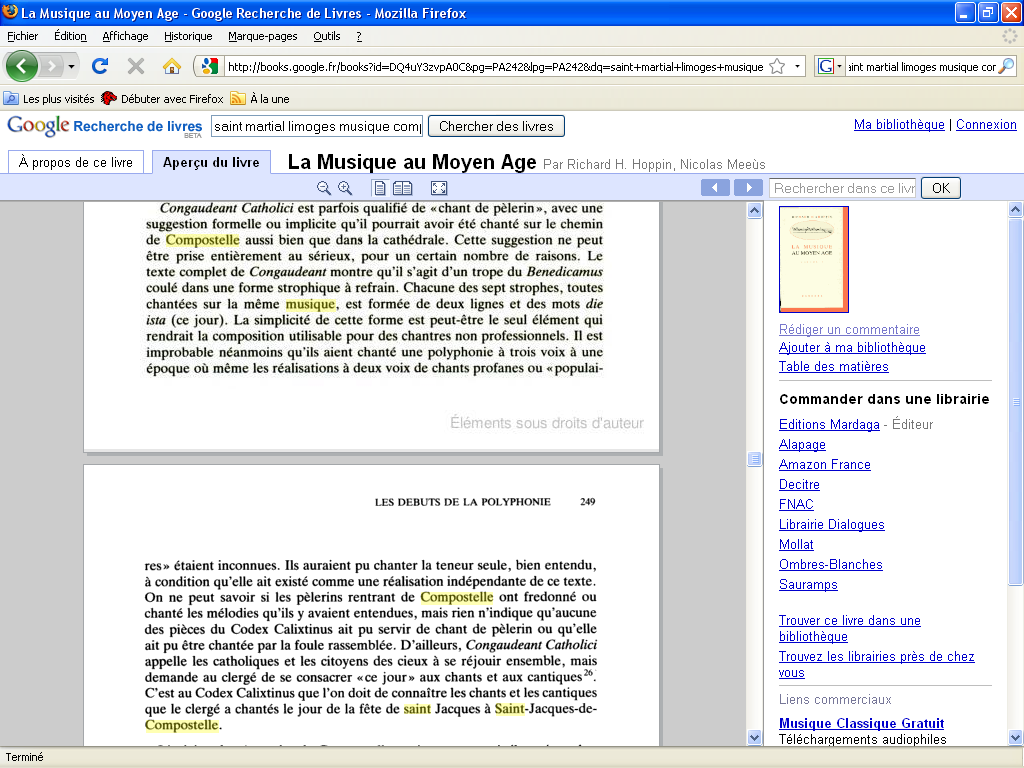 La Musique au Moyen Age - Google Recherche de Livres - Mozilla Firefox
Fichier Édition Affichage Historique Marque-pages Outils ?
http://books.google.fr/books?id=DQ4uY3zvpA0C&pg=PA242&lpg=PA242&dq=saint+martial+limoges+musique
int martial limoges musique cor
Les plus visités Débuter avec Firefox À la une
Google Recherche de livres BETA
saint martial limoges musique com
Chercher des livres
Ma bibliothèque | Connexion
À propos de ce livre
Aperçu du livre
La Musique au Moyen Age Par Richard H. Hoppin, Nicolas Meeùs
Rechercher dans ce livr
OK
Congaudeant Catholici est parfois qualifié de «chant de pèlerin», avec une
suggestion formelle ou implicite qu'il pourrait avoir été chanté sur le chemin
de Compostelle aussi bien que dans la cathédrale. Cette suggestion ne peut
être prise entièrement au sérieux, pour un certain nombre de raisons. Le
texte complet de Congaudeant montre qu'il s'agit d'un trope du Benedicamus
coulé dans une forme strophique à refrain. Chacune des sept strophes, toutes
chantées sur la même musique, est formée de deux lignes et des mots die
ista (ce jour). La simplicité de cette forme est peut-être le seul élément qui
rendrait la composition utilisable pour des chantres non professionnels. Il est
improbable néanmoins qu'ils aient chanté une polyphonie à trois voix à une
époque où même les réalisations à deux voix de chants profanes ou «populai-
Éléments sous droits d'auteur
LES DEBUTS DE LA POLYPHONIE 249
res» étaient inconnues. Ils auraient pu chanter la teneur seule, bien entendu,
à condition qu'elle ait existé comme une réalisation indépendante de ce texte.
On ne peut savoir si les pèlerins rentrant de Compostelle ont fredonné ou
chanté les mélodies qu'ils y avaient entendues, mais rien n'indique qu'aucune
des pièces du Codex Calixtinus ait pu servir de chant de pèlerin ou qu'elle
ait pu être chantée par la foule rassemblée. D'ailleurs, Congaudeant Catholici
appelle les catholiques et les citoyens des cieux à se réjouir ensemble, mais
demande au clergé de se consacrer «ce jour» aux chants et aux cantiques26.
C'est au Codex Calixtinus que l'on doit de connaître les chants et les cantiques
que le clergé a chantés le jour de la fête de saint Jacques à Saint-Jacques-de-
Compostelle.
LA MUSIQUE
AU MOYEN AGE
Rédiger un commentaire
Ajouter à ma bibliothèque
Table des matières
Commander dans une librairie
Editions Mardaga - Éditeur
Alapage
Amazon France
Decitre
FNAC
Librairie Dialogues
Mollat
Ombres-Blanches
Sauramps
Trouver ce livre dans une
bibliothèque
Trouvez les librairies près de chez
vous
Liens commerciaux
Musique Classique Gratuit
Téléchargements audiophiles
Terminé